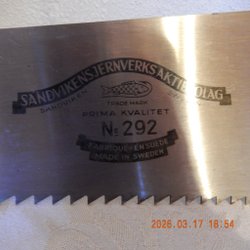 SANDVIKENS JERNVERKS AKTIEBOLAG
SANDVIKEN
TRADE MARK
PRIMA KVALITET
No 292
FABRIQUE EN SUEDE
MADE IN SWEDEN
2026.03.17 18:54